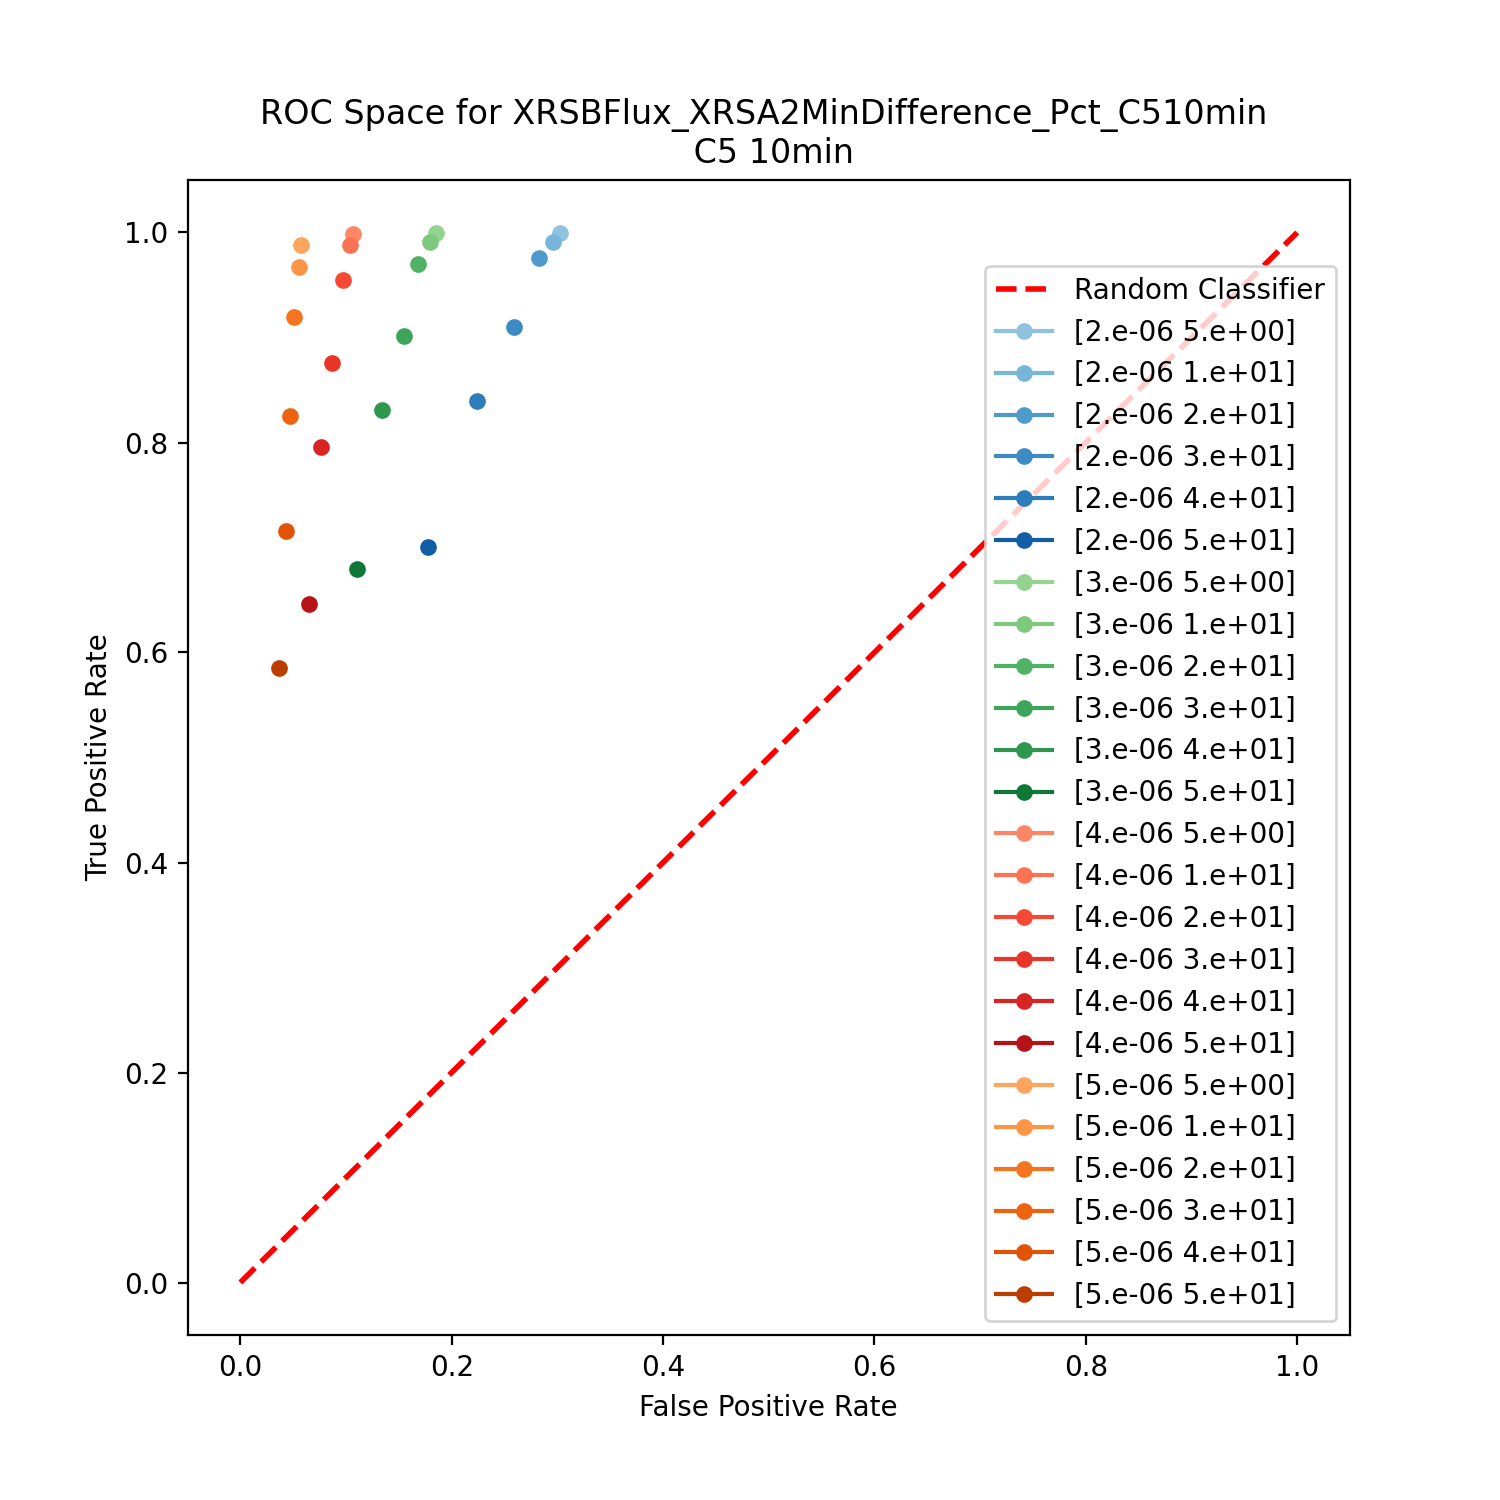 ROC Space for XRSBFlux_XRSA2MinDifference_Pct_C510min
C5 10min
True Positive Rate
1.0
0.8
0.6
0.4
0.2
0.0
0.0 0.2 0.4 0.6 0.8 1.0
False Positive Rate
Random Classifier
[2.e-06 5.e+00]
[2.e-06 1.e+01]
[2.e-06 2.e+01]
[2.e-06 3.e+01]
[2.e-06 4.e+01]
[2.e-06 5.e+01]
[3.e-06 5.e+00]
[3.e-06 1.e+01]
[3.e-06 2.e+01]
[3.e-06 3.e+01]
[3.e-06 4.e+01]
[3.e-06 5.e+01]
[4.e-06 5.e+00]
[4.e-06 1.e+01]
[4.e-06 2.e+01]
[4.e-06 3.e+01]
[4.e-06 4.e+01]
[4.e-06 5.e+01]
[5.e-06 5.e+00]
[5.e-06 1.e+01]
[5.e-06 2.e+01]
[5.e-06 3.e+01]
[5.e-06 4.e+01]
[5.e-06 5.e+01]